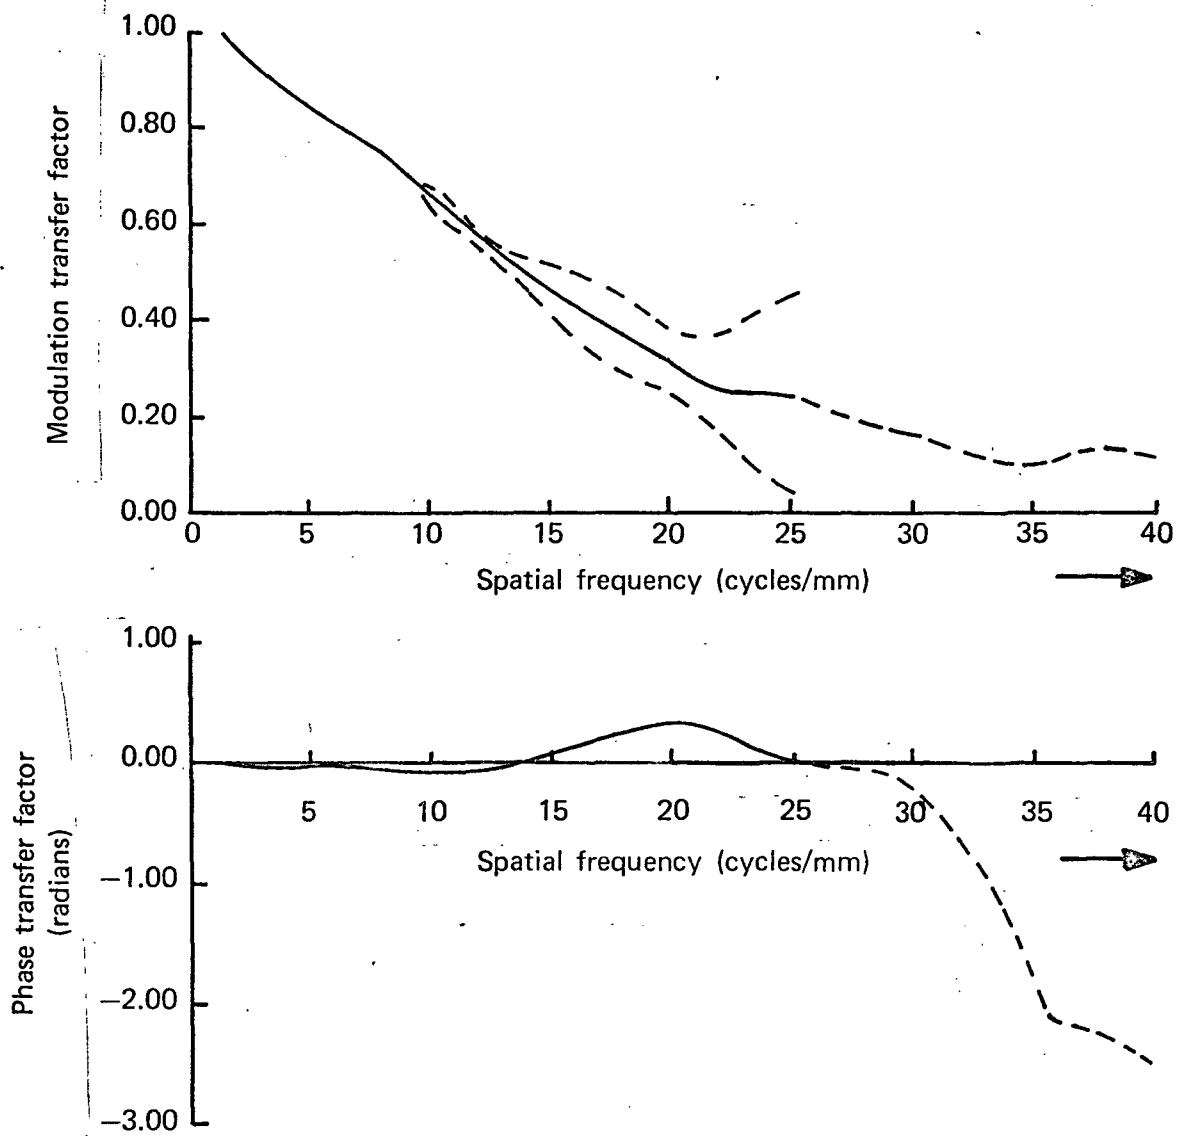 1.00
0.80
0.60
0.40
0.20
0.00
Modulation transfer factor
0 5 10 15 20 25 30 35 40
Spatial frequency (cycles/mm)
1.00
0.00
−1.00
−2.00
−3.00
Phase transfer factor
(radians)
5 10 15 20 25 30 35 40
Spatial frequency (cycles/mm)